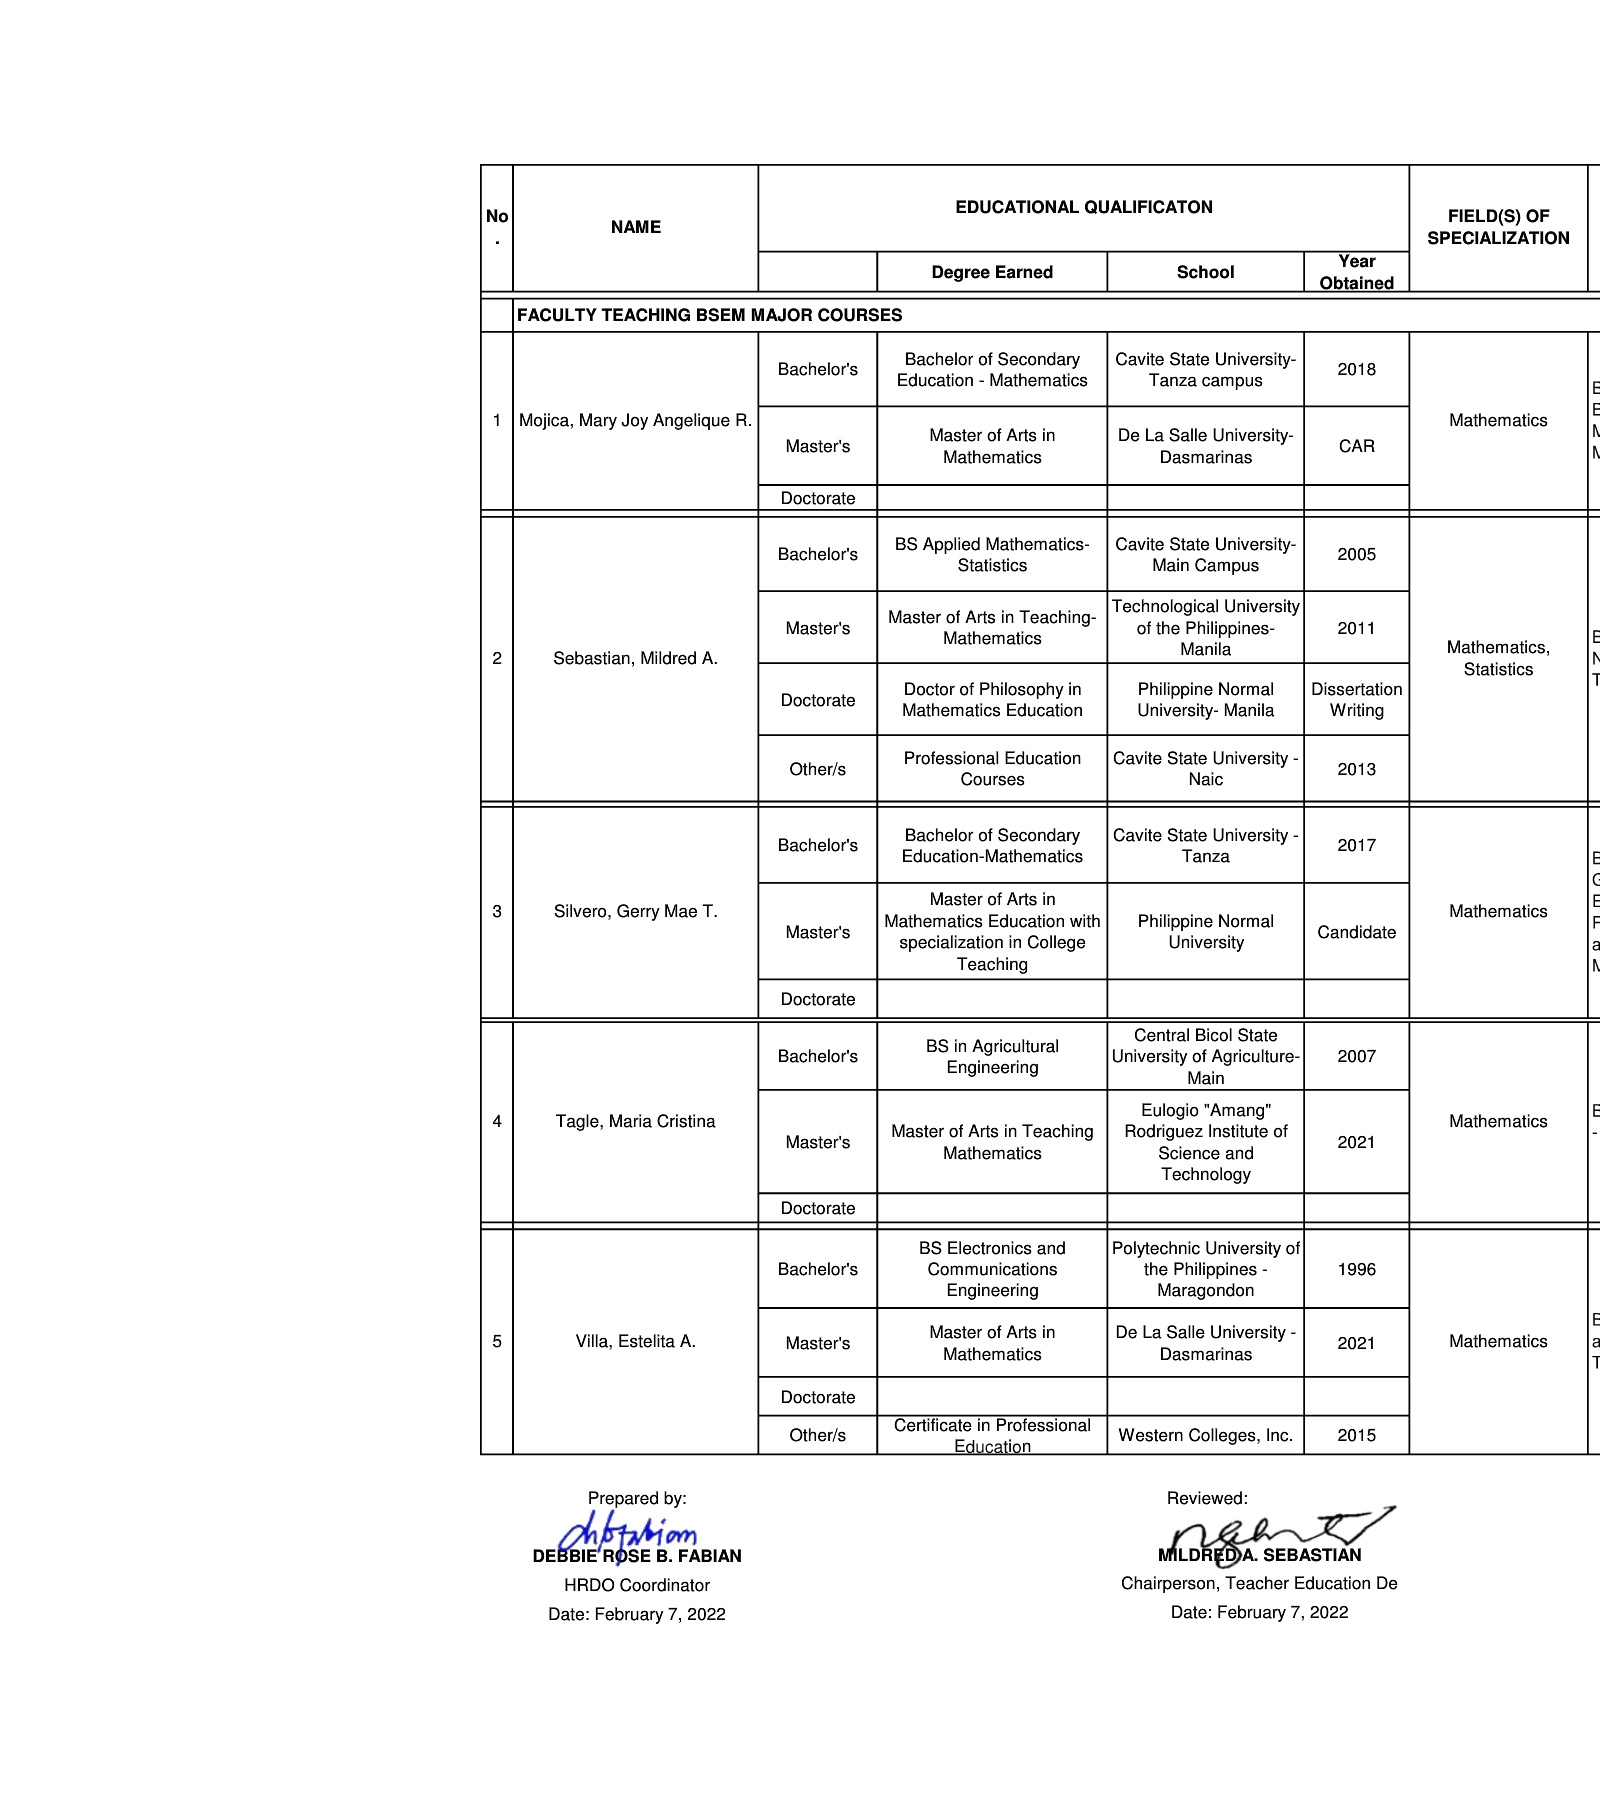 EDUCATIONAL QUALIFICATON
No
.
NAME
FIELD(S) OF
SPECIALIZATION
Degree Earned
School
Year
Obtained
FACULTY TEACHING BSEM MAJOR COURSES
1
Mojica, Mary Joy Angelique R.
Bachelor's
Bachelor of Secondary
Education - Mathematics
Cavite State University-
Tanza campus
2018
Mathematics
Master's
Master of Arts in
Mathematics
De La Salle University-
Dasmarinas
CAR
Doctorate
2
Sebastian, Mildred A.
Bachelor's
BS Applied Mathematics-
Statistics
Cavite State University-
Main Campus
2005
Mathematics,
Statistics
Master's
Master of Arts in Teaching-
Mathematics
Technological University
of the Philippines-
Manila
2011
Doctorate
Doctor of Philosophy in
Mathematics Education
Philippine Normal
University- Manila
Dissertation
Writing
Other/s
Professional Education
Courses
Cavite State University -
Naic
2013
3
Silvero, Gerry Mae T.
Bachelor's
Bachelor of Secondary
Education-Mathematics
Cavite State University -
Tanza
2017
Mathematics
Master's
Master of Arts in
Mathematics Education with
specialization in College
Teaching
Philippine Normal
University
Candidate
Doctorate
4
Tagle, Maria Cristina
Bachelor's
BS in Agricultural
Engineering
Central Bicol State
University of Agriculture-
Main
2007
Mathematics
Master's
Master of Arts in Teaching
Mathematics
Eulogio "Amang"
Rodriguez Institute of
Science and
Technology
2021
Doctorate
5
Villa, Estelita A.
Bachelor's
BS Electronics and
Communications
Engineering
Polytechnic University of
the Philippines -
Maragondon
1996
Mathematics
Master's
Master of Arts in
Mathematics
De La Salle University -
Dasmarinas
2021
Doctorate
Other/s
Certificate in Professional
Education
Western Colleges, Inc.
2015
Prepared by:
DEBBIE ROSE B. FABIAN
HRDO Coordinator
Date: February 7, 2022
Reviewed:
MILDRED A. SEBASTIAN
Chairperson, Teacher Education De
Date: February 7, 2022